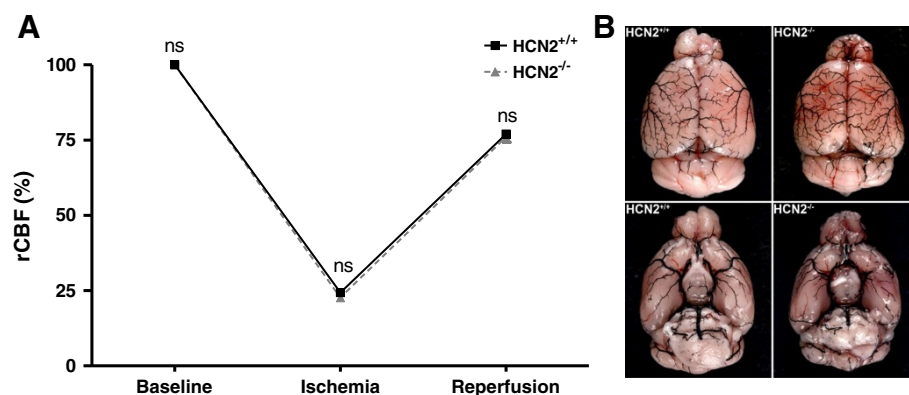 A
ns
HCN2+/+
HCN2-/-
100
75
50
25
0
rCBF (%)
ns
ns
Baseline Ischemia Reperfusion
B
HCN2+/+ HCN2-/-
HCN2+/+ HCN2-/-